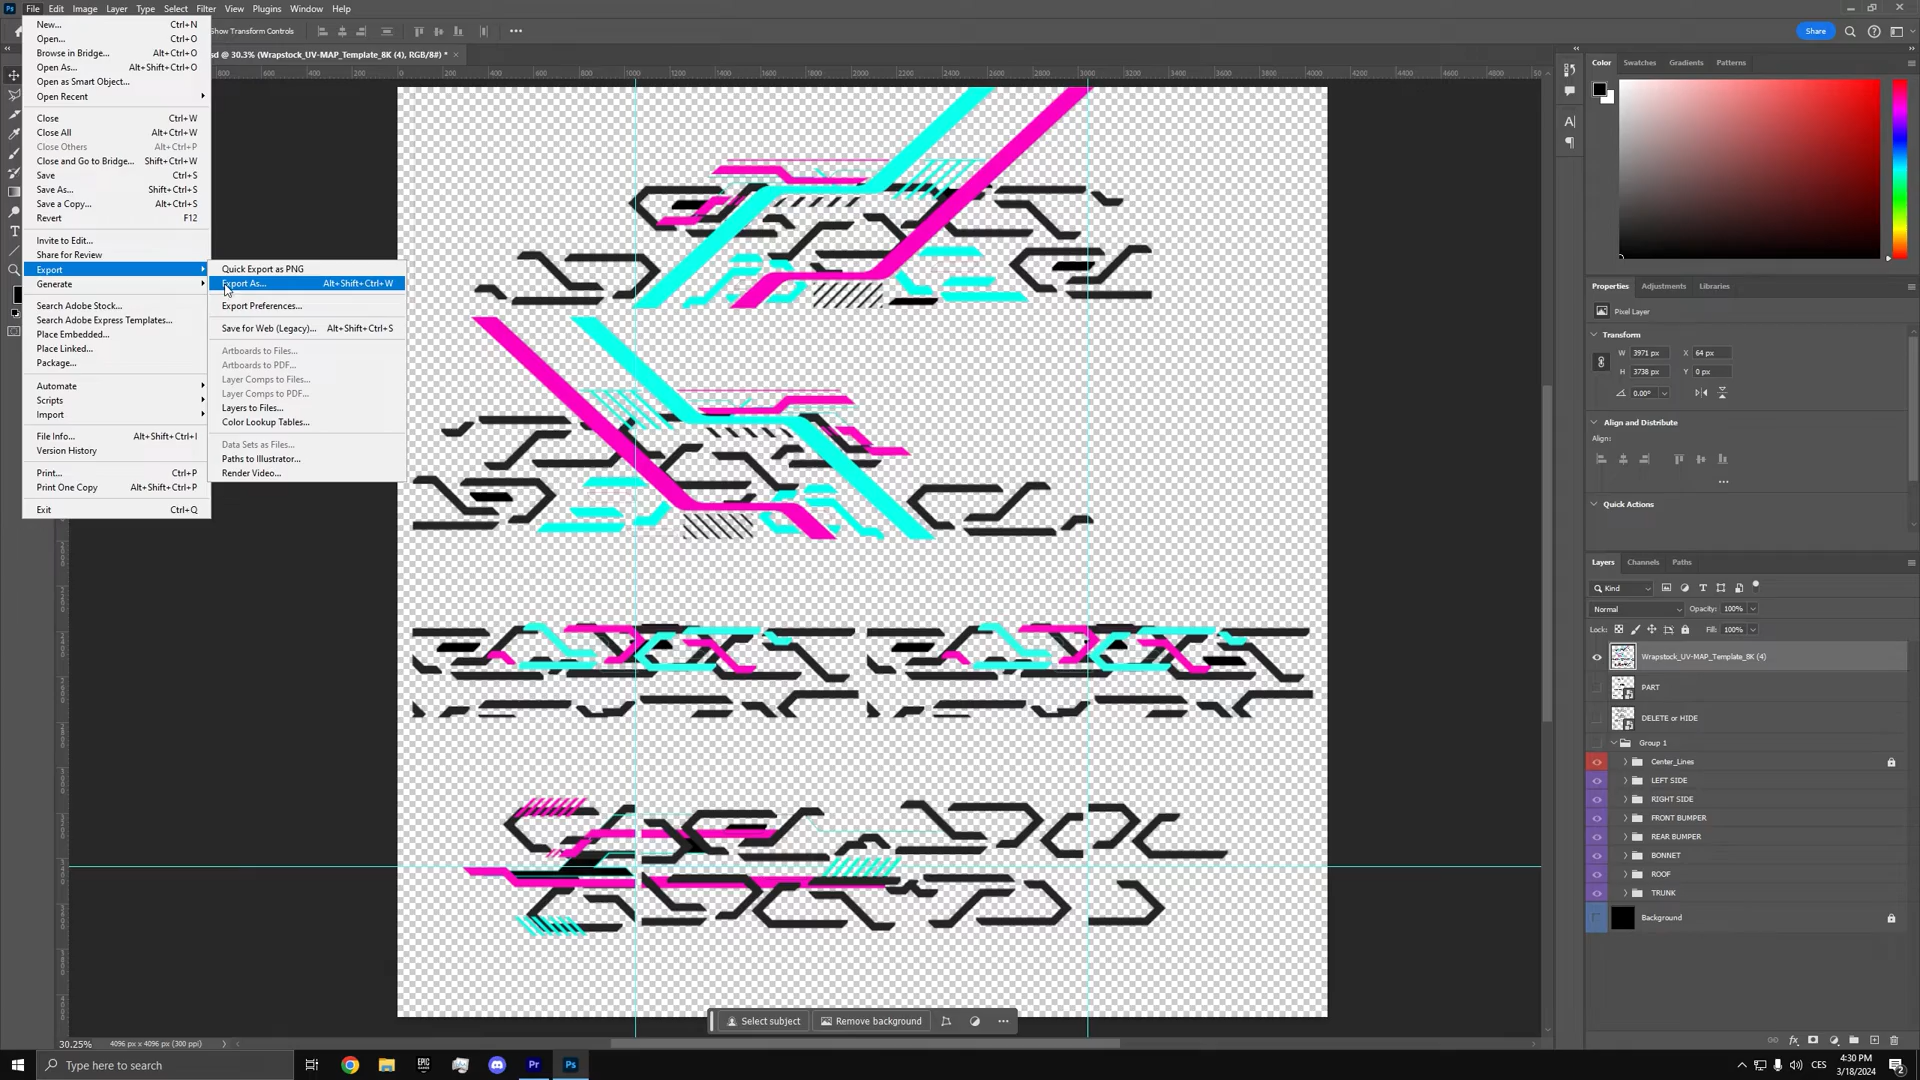 File Edit Image Layer Type Select Filter View Plugins Window Help
Show Transform Controls
Share
sd @ 30.3% (Wrapstock_UV-MAP_Template_8K (4), RGB/8#) *
New... Ctrl+N
Open... Ctrl+O
Browse in Bridge... Alt+Ctrl+O
Open As... Alt+Shift+Ctrl+O
Open as Smart Object...
Open Recent
Close Ctrl+W
Close All Alt+Ctrl+W
Close Others Alt+Ctrl+P
Close and Go to Bridge... Shift+Ctrl+W
Save Ctrl+S
Save As... Shift+Ctrl+S
Save a Copy... Alt+Ctrl+S
Revert F12
Invite to Edit...
Share for Review
Export
Generate
Search Adobe Stock...
Search Adobe Express Templates...
Place Embedded...
Place Linked...
Package...
Automate
Scripts
Import
File Info... Alt+Shift+Ctrl+I
Version History
Print... Ctrl+P
Print One Copy Alt+Shift+Ctrl+P
Exit Ctrl+Q
Quick Export as PNG
Export As... Alt+Shift+Ctrl+W
Export Preferences...
Save for Web (Legacy)... Alt+Shift+Ctrl+S
Artboards to Files...
Artboards to PDF...
Layer Comps to Files...
Layer Comps to PDF...
Layers to Files...
Color Lookup Tables...
Data Sets as Files...
Paths to Illustrator...
Render Video...
Select subject Remove background
Color Swatches Gradients Patterns
Properties Adjustments Libraries
Pixel Layer
Transform
W 3971 px X 64 px
H 3738 px Y 0 px
0.00°
Align and Distribute
Align:
Quick Actions
Layers Channels Paths
Kind
Normal Opacity: 100%
Lock: Fill: 100%
Wrapstock_UV-MAP_Template_8K (4)
PART
DELETE or HIDE
Group 1
Center_Lines
LEFT SIDE
RIGHT SIDE
FRONT BUMPER
REAR BUMPER
BONNET
ROOF
TRUNK
Background
30.25% 4096 px x 4096 px (300 ppi)
Type here to search
CES
4:30 PM
3/18/2024